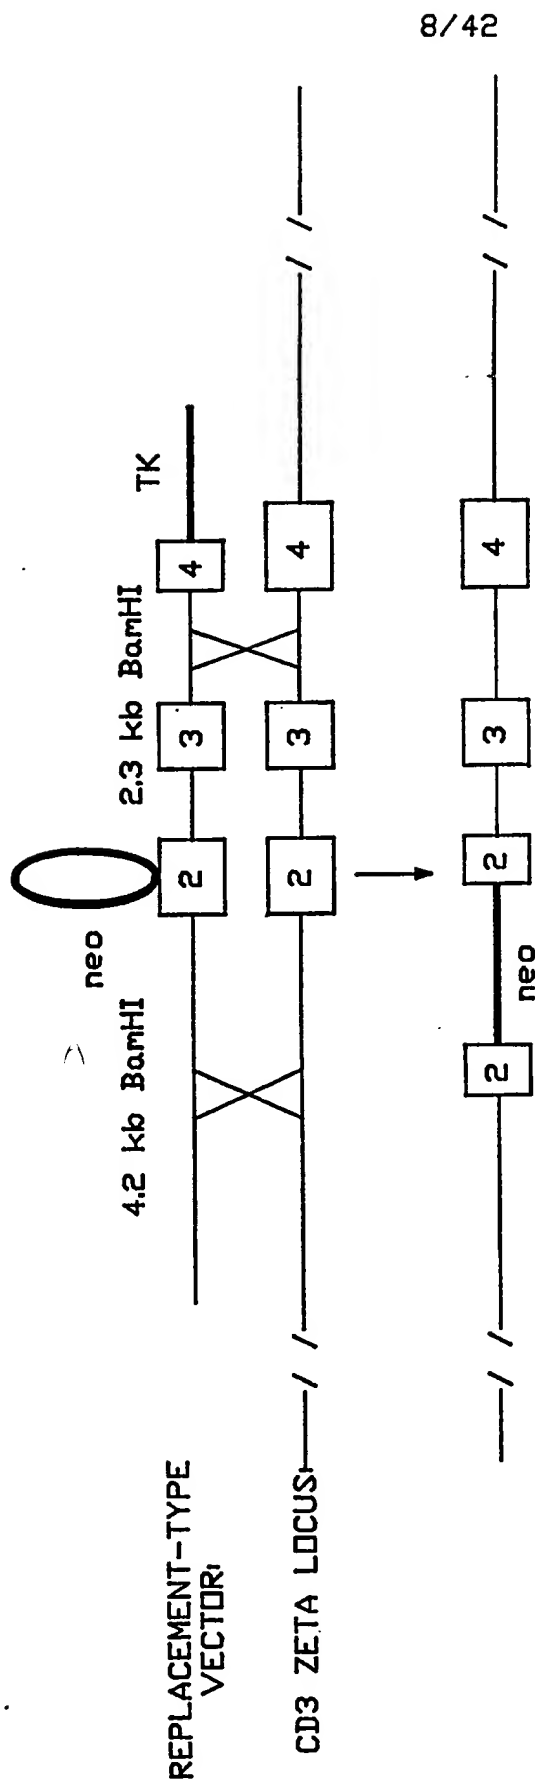 8/42
REPLACEMENT-TYPE
VECTOR:
4.2 kb BamHI
neo
2.3 kb BamHI
TK
2
3
4
CD3 ZETA LOCUS:
2
3
4
2
neo
2
3
4